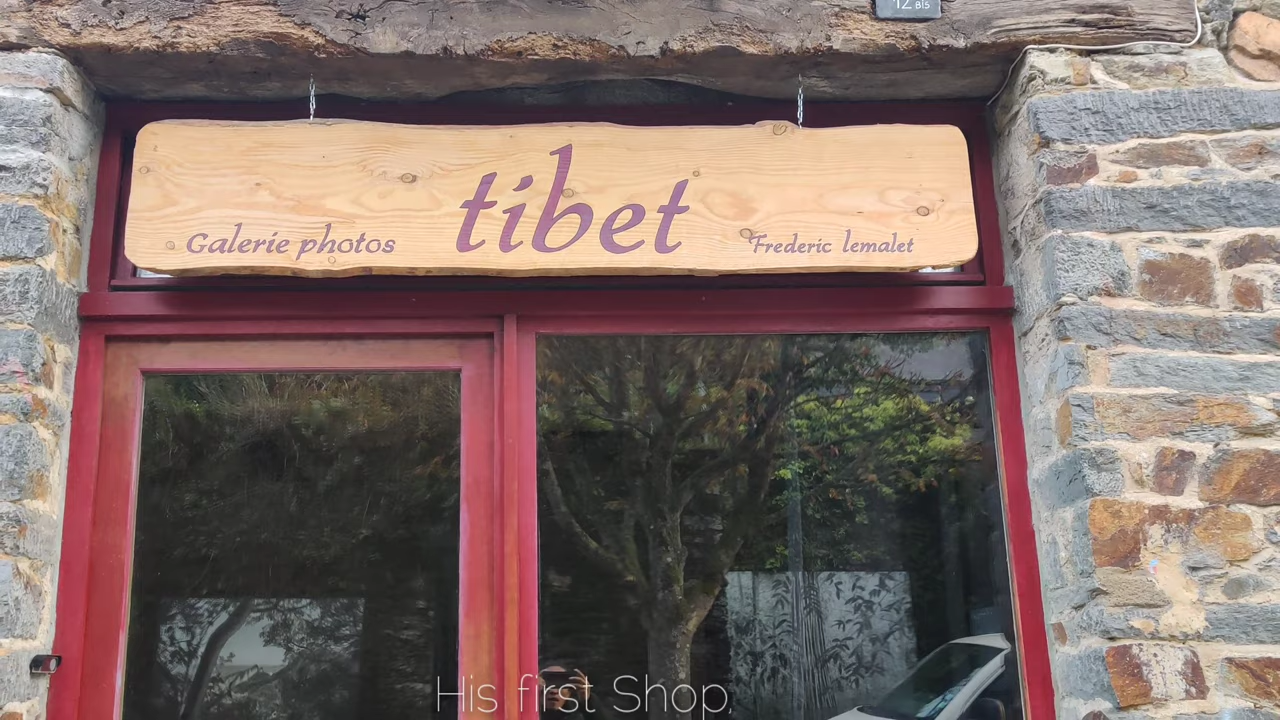 12 Bis
tibet
Galerie photos
Frederic lemalet
His first Shop,